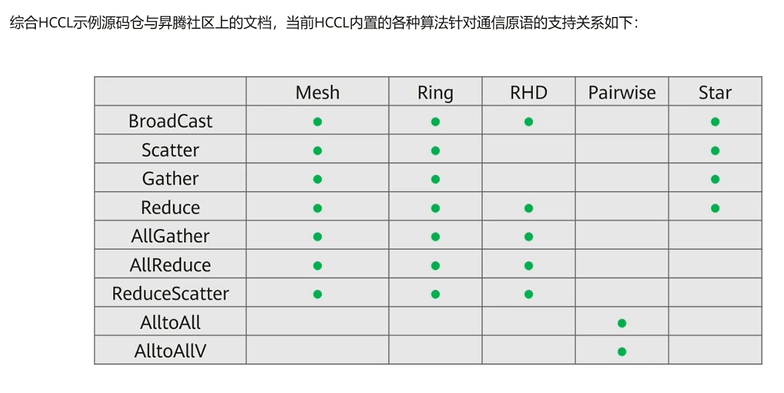 综合HCCL示例源码仓与昇腾社区上的文档，当前HCCL内置的各种算法针对通信原语的支持关系如下：
Mesh Ring RHD Pairwise Star
BroadCast ● ● ● ●
Scatter ● ● ●
Gather ● ● ●
Reduce ● ● ● ●
AllGather ● ● ●
AllReduce ● ● ●
ReduceScatter ● ● ●
AlltoAll ●
AlltoAllV ●